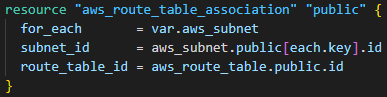 resource "aws_route_table_association" "public" {
  for_each       = var.aws_subnet
  subnet_id      = aws_subnet.public[each.key].id
  route_table_id = aws_route_table.public.id
}